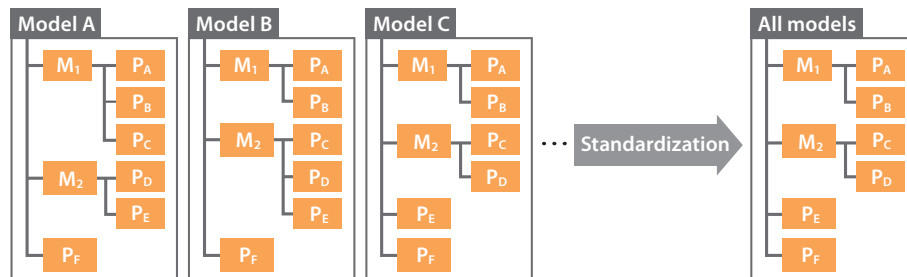 Model A
M₁ P_A
P_B
P_C
M₂ P_D
P_E
P_F
Model B
M₁ P_A
P_B
M₂ P_C
P_D
P_E
P_F
Model C
M₁ P_A
P_B
M₂ P_C
P_D
P_E
P_F
... Standardization
All models
M₁ P_A
P_B
M₂ P_C
P_D
P_E
P_F